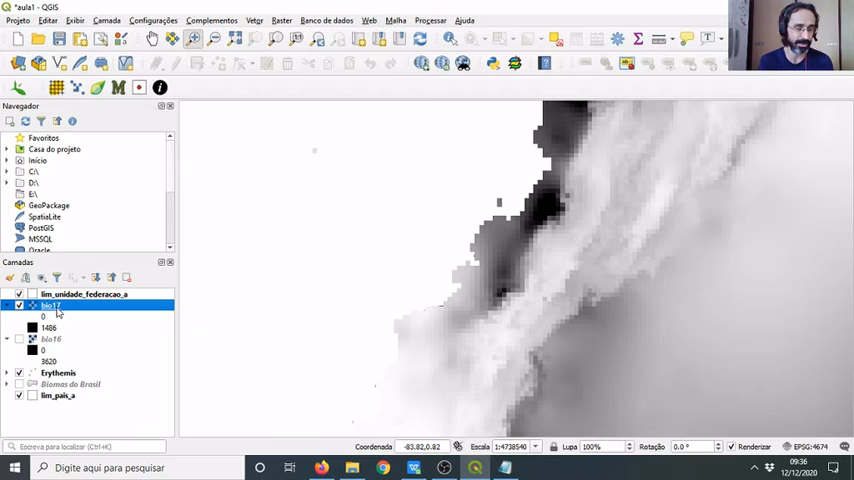 *aula1 — QGIS
Projeto Editar Exibir Camada Configurações Complementos Vetor Raster Banco de dados Web Malha Processar Ajuda
Navegador
Favoritos
Casa do projeto
Início
C:\
D:\
E:\
GeoPackage
SpatiaLite
PostGIS
MSSQL
Oracle
Camadas
lim_unidade_federacao_a
bio17
0
1486
bio16
0
3620
Erythemis
Biomas do Brasil
lim_pais_a
Escreva para localizar (Ctrl+K)
Coordenada -83.82,0.82 Escala 1:4738540 Lupa 100% Rotação 0.0 ° Renderizar EPSG:4674
Digite aqui para pesquisar
09:36
12/12/2020